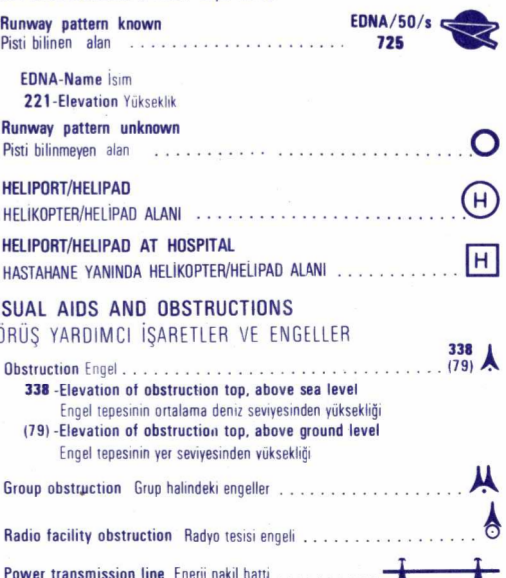 Runway pattern known EDNA/50/s
Pisti bilinen alan ...................... 725
EDNA-Name İsim
221-Elevation Yükseklik
Runway pattern unknown
Pisti bilinmeyen alan ................................
HELIPORT/HELIPAD
HELİKOPTER/HELİPAD ALANI ........................... H
HELIPORT/HELIPAD AT HOSPITAL
HASTAHANE YANINDA HELİKOPTER/HELİPAD ALANI ............. H
SUAL AIDS AND OBSTRUCTIONS
ÖRÜŞ YARDIMCI İŞARETLER VE ENGELLER
338
Obstruction Engel ................................ (79)
338 -Elevation of obstruction top, above sea level
Engel tepesinin ortalama deniz seviyesinden yüksekliği
(79) -Elevation of obstruction top, above ground level
Engel tepesinin yer seviyesinden yüksekliği
Group obstruction Grup halindeki engeller ...................
Radio facility obstruction Radyo tesisi engeli ..................
Power transmission line Enerji nakil hatti